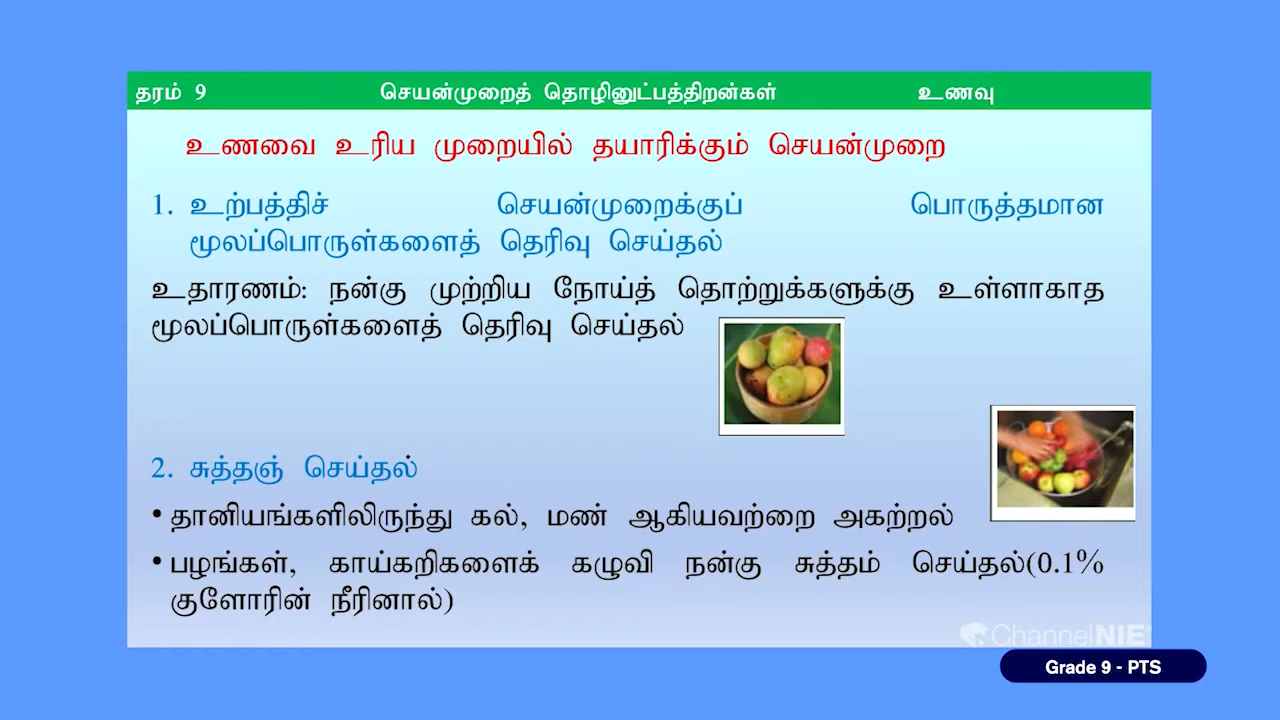 தரம் 9 செயன்முறைத் தொழினுட்பத்திறன்கள் உணவு
உணவை உரிய முறையில் தயாரிக்கும் செயன்முறை
1. உற்பத்திச் செயன்முறைக்குப் பொருத்தமான
மூலப்பொருள்களைத் தெரிவு செய்தல்
உதாரணம்: நன்கு முற்றிய நோய்த் தொற்றுக்களுக்கு உள்ளாகாத
மூலப்பொருள்களைத் தெரிவு செய்தல்
2. சுத்தஞ் செய்தல்
• தானியங்களிலிருந்து கல், மண் ஆகியவற்றை அகற்றல்
• பழங்கள், காய்கறிகளைக் கழுவி நன்கு சுத்தம் செய்தல்(0.1%
குளோரின் நீரினால்)
ChannelNIE
Grade 9 - PTS